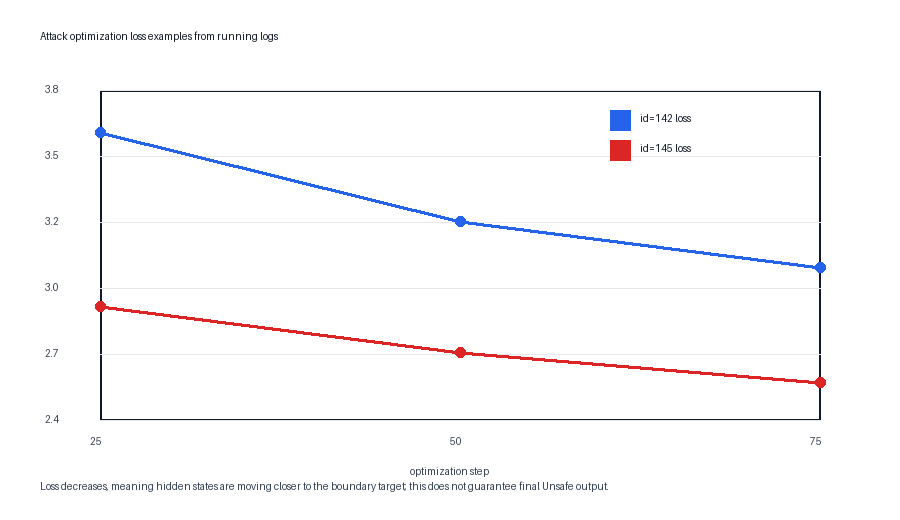 Attack optimization loss examples from running logs
3.8
id=142 loss
id=145 loss
3.5
3.2
3.0
2.7
2.4
25 50 75
optimization step
Loss decreases, meaning hidden states are moving closer to the boundary target; this does not guarantee final Unsafe output.